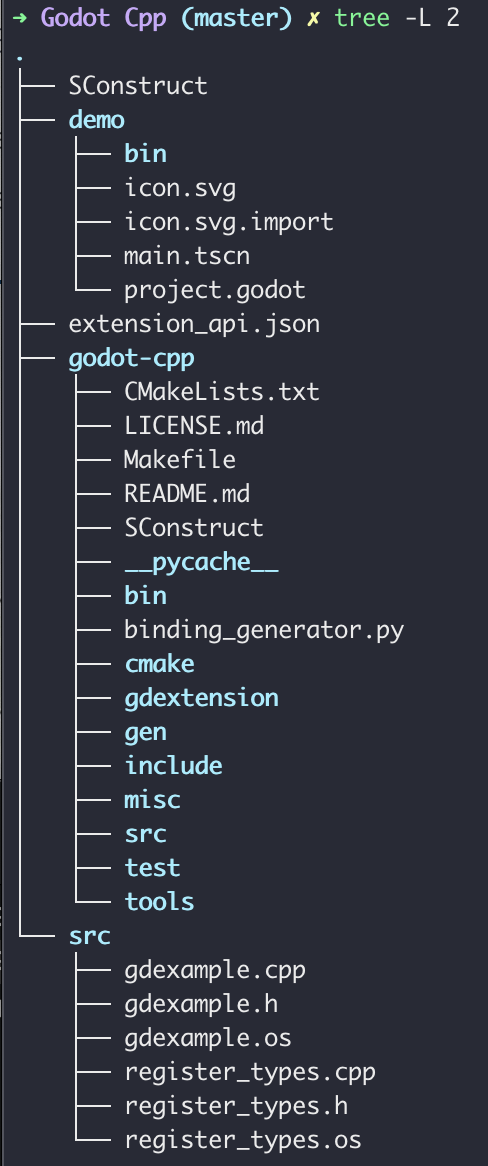 ➜ Godot Cpp (master) ✗ tree -L 2
.
├── SConstruct
├── demo
│   ├── bin
│   ├── icon.svg
│   ├── icon.svg.import
│   ├── main.tscn
│   └── project.godot
├── extension_api.json
├── godot-cpp
│   ├── CMakeLists.txt
│   ├── LICENSE.md
│   ├── Makefile
│   ├── README.md
│   ├── SConstruct
│   ├── __pycache__
│   ├── bin
│   ├── binding_generator.py
│   ├── cmake
│   ├── gdextension
│   ├── gen
│   ├── include
│   ├── misc
│   ├── src
│   ├── test
│   └── tools
└── src
    ├── gdexample.cpp
    ├── gdexample.h
    ├── gdexample.os
    ├── register_types.cpp
    ├── register_types.h
    └── register_types.os